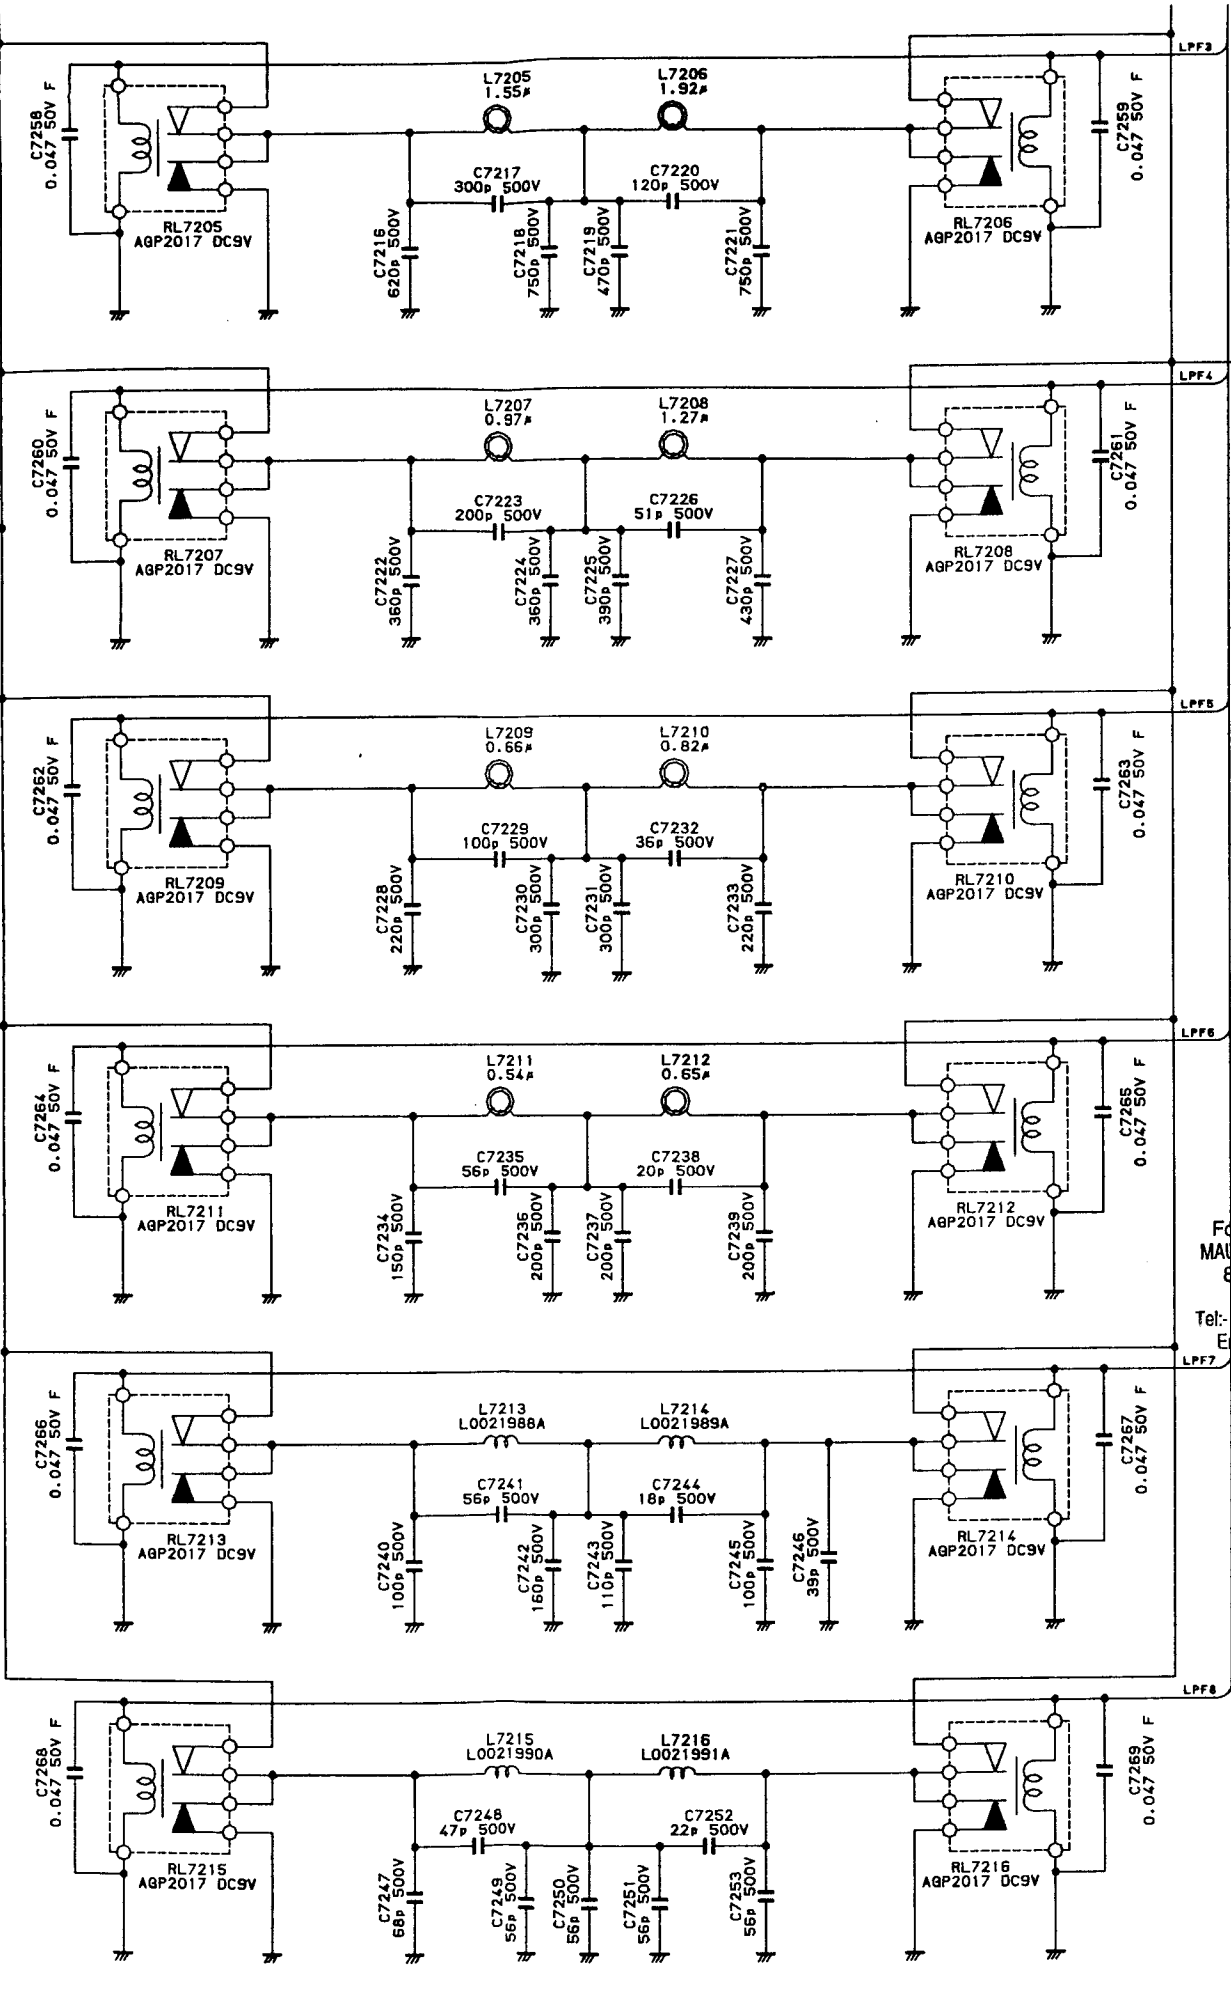 LPF3
C7258
0.047 50V F
RL7205
AGP2017 DC9V
L7205
1.55μ
L7206
1.92μ
C7217
300p 500V
C7220
120p 500V
C7216
620p 500V
C7218
750p 500V
C7219
470p 500V
C7221
750p 500V
RL7206
AGP2017 DC9V
C7259
0.047 50V F
LPF4
C7260
0.047 50V F
RL7207
AGP2017 DC9V
L7207
0.97μ
L7208
1.27μ
C7223
200p 500V
C7226
51p 500V
C7222
360p 500V
C7224
360p 500V
C7225
390p 500V
C7227
430p 500V
RL7208
AGP2017 DC9V
C7261
0.047 50V F
LPF5
C7262
0.047 50V F
RL7209
AGP2017 DC9V
L7209
0.66μ
L7210
0.82μ
C7229
100p 500V
C7232
36p 500V
C7228
220p 500V
C7230
300p 500V
C7231
300p 500V
C7233
220p 500V
RL7210
AGP2017 DC9V
C7263
0.047 50V F
LPF6
C7264
0.047 50V F
RL7211
AGP2017 DC9V
L7211
0.54μ
L7212
0.65μ
C7235
56p 500V
C7238
20p 500V
C7234
150p 500V
C7236
200p 500V
C7237
200p 500V
C7239
200p 500V
RL7212
AGP2017 DC9V
C7265
0.047 50V F
Tel:-
LPF7
C7266
0.047 50V F
RL7213
AGP2017 DC9V
L7213
L0021988A
L7214
L0021989A
C7241
56p 500V
C7244
18p 500V
C7240
100p 500V
C7242
160p 500V
C7243
110p 500V
C7245
100p 500V
C7246
39p 500V
RL7214
AGP2017 DC9V
C7267
0.047 50V F
LPF8
C7268
0.047 50V F
RL7215
AGP2017 DC9V
L7215
L0021990A
L7216
L0021991A
C7248
47p 500V
C7252
22p 500V
C7247
68p 500V
C7249
56p 500V
C7250
56p 500V
C7251
56p 500V
C7253
56p 500V
RL7216
AGP2017 DC9V
C7269
0.047 50V F